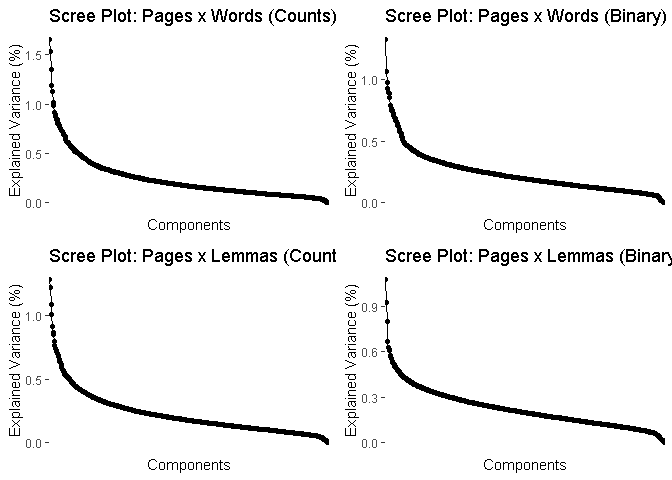 Scree Plot: Pages x Words (Counts)
Explained Variance (%)
1.5
1.0
0.5
0.0
Components
Scree Plot: Pages x Words (Binary)
Explained Variance (%)
1.0
0.5
0.0
Components
Scree Plot: Pages x Lemmas (Count
Explained Variance (%)
1.0
0.5
0.0
Components
Scree Plot: Pages x Lemmas (Binary
Explained Variance (%)
0.9
0.6
0.3
0.0
Components